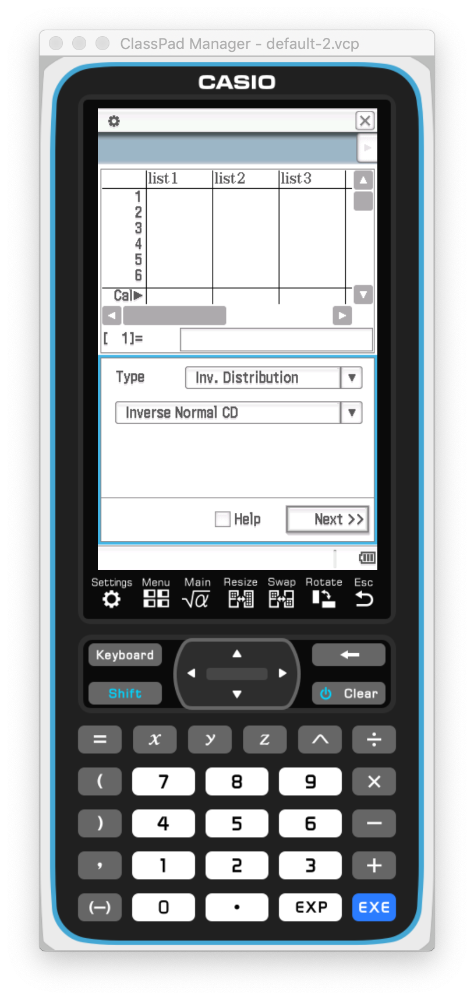 ClassPad Manager - default-2.vcp
CASIO
list1 list2 list3
1
2
3
4
5
6
Cal▶
[ 1]=
Type Inv. Distribution
Inverse Normal CD
Help Next >>
Settings Menu Main Resize Swap Rotate Esc
√α
Keyboard
Shift Clear
= x y z ^ ÷
( 7 8 9 ×
) 4 5 6 −
, 1 2 3 +
(−) 0 • EXP EXE